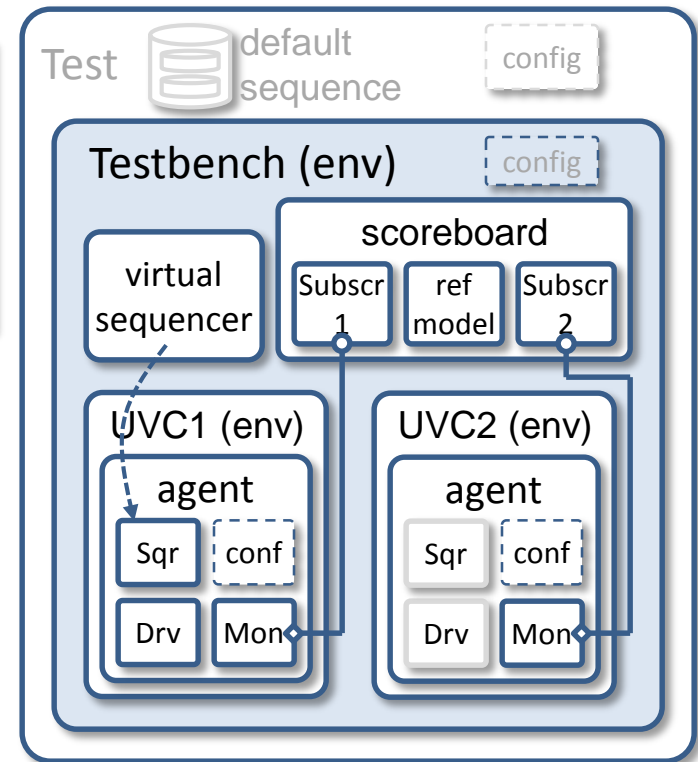 Test
default
sequence
config
Testbench (env)
config
virtual
sequencer
scoreboard
Subscr
1
ref
model
Subscr
2
UVC1 (env)
agent
Sqr
conf
Drv
Mon
UVC2 (env)
agent
Sqr
conf
Drv
Mon